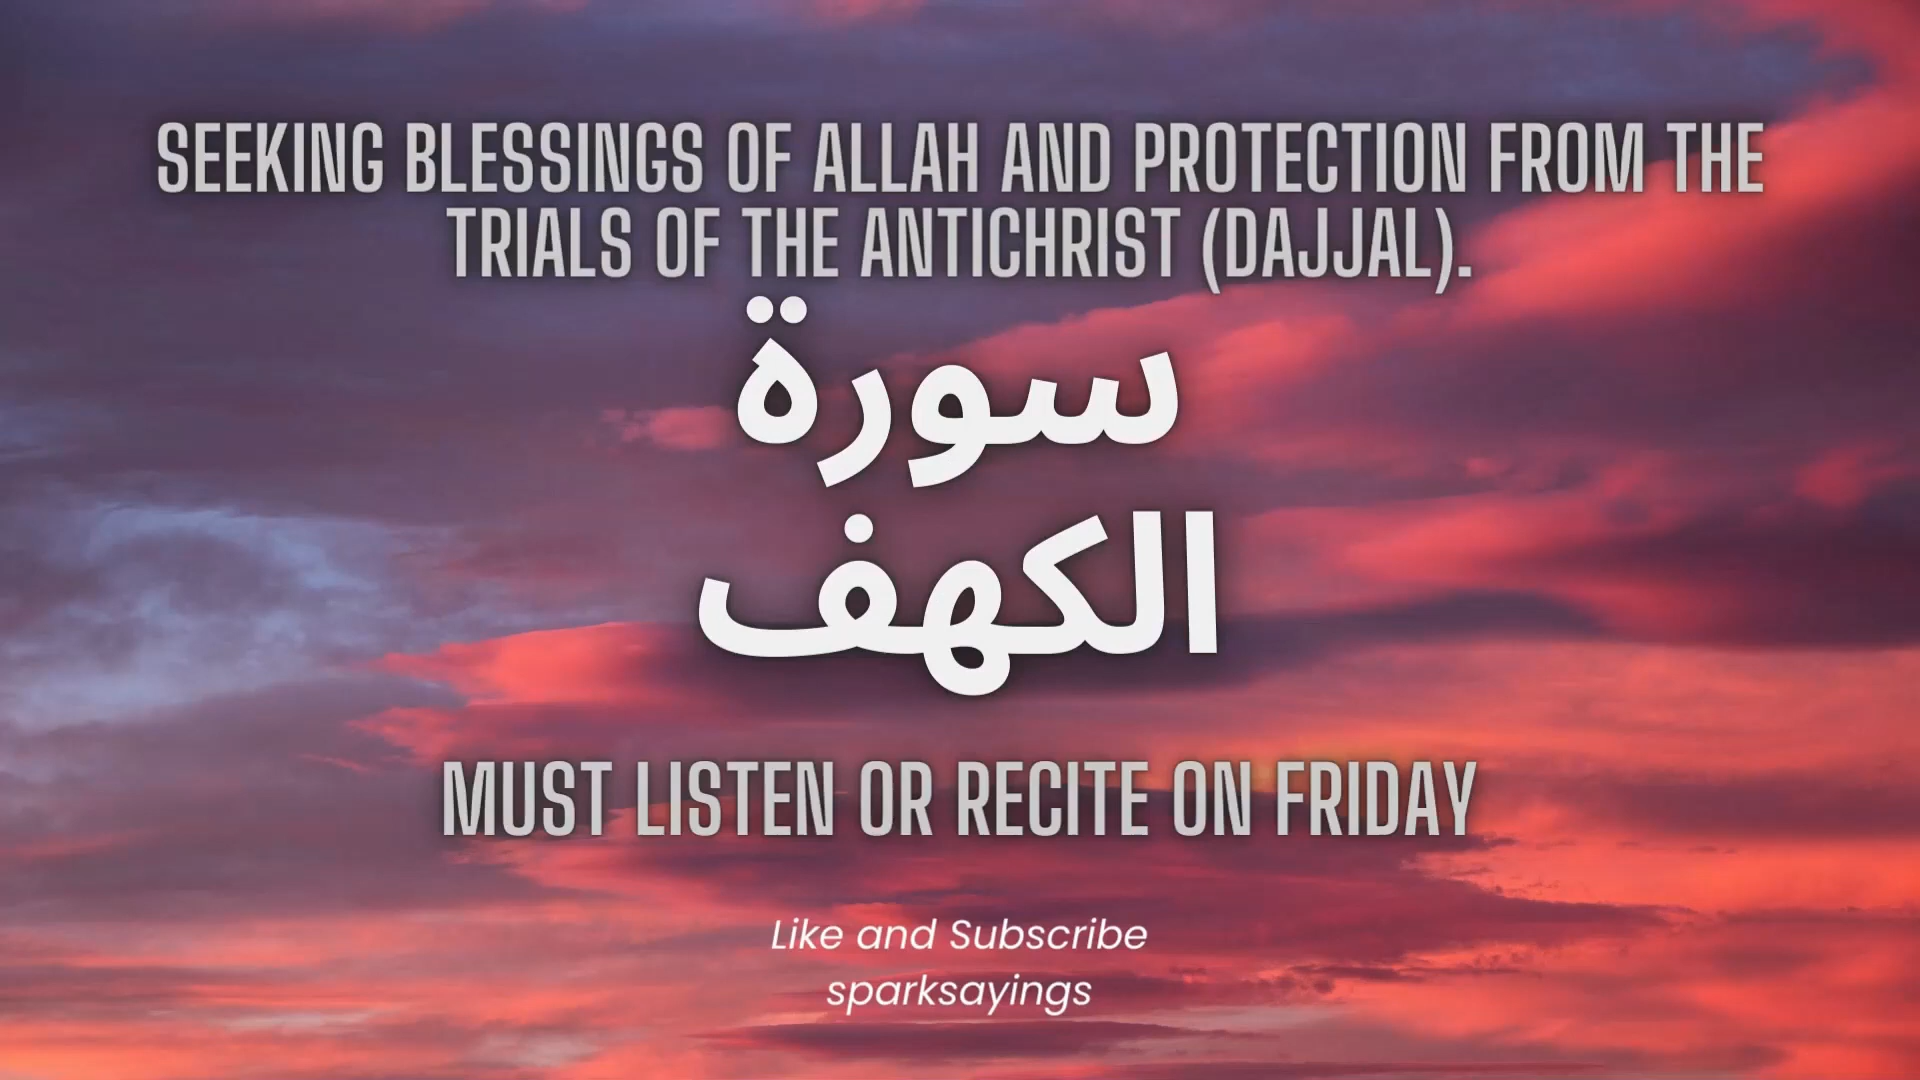 SEEKING BLESSINGS OF ALLAH AND PROTECTION FROM THE
TRIALS OF THE ANTICHRIST (DAJJAL).
سورة
الكهف
MUST LISTEN OR RECITE ON FRIDAY
Like and Subscribe
sparksayings